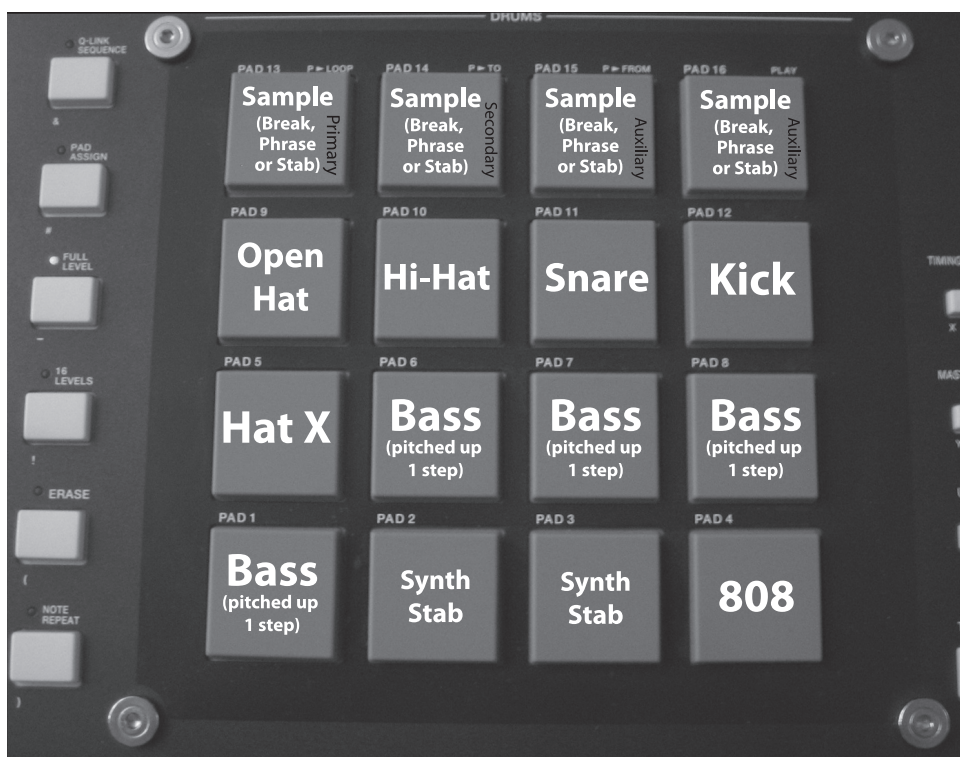 DRUMS
Q-LINK
SEQUENCE
&
PAD
ASSIGN
#
FULL
LEVEL
–
16
LEVELS
!
ERASE
(
NOTE
REPEAT
)
PAD 13 P►LOOP
Sample
(Break,
Phrase
or Stab)
Primary
PAD 14 P►TO
Sample
(Break,
Phrase
or Stab)
Secondary
PAD 15 P►FROM
Sample
(Break,
Phrase
or Stab)
Auxiliary
PAD 16 PLAY
Sample
(Break,
Phrase
or Stab)
Auxiliary
PAD 9
Open
Hat
PAD 10
Hi-Hat
PAD 11
Snare
PAD 12
Kick
PAD 5
Hat X
PAD 6
Bass
(pitched up
1 step)
PAD 7
Bass
(pitched up
1 step)
PAD 8
Bass
(pitched up
1 step)
PAD 1
Bass
(pitched up
1 step)
PAD 2
Synth
Stab
PAD 3
Synth
Stab
PAD 4
808
TIMING
X